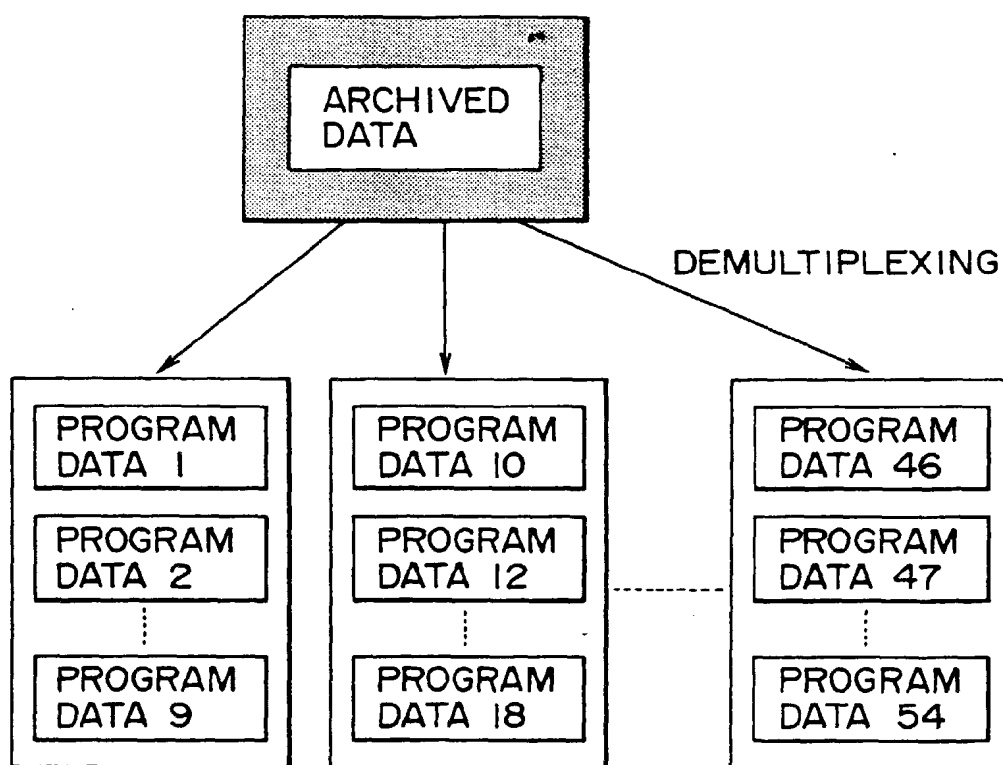 ARCHIVED
DATA
DEMULTIPLEXING
PROGRAM
DATA 1
PROGRAM
DATA 2
PROGRAM
DATA 9
PROGRAM
DATA 10
PROGRAM
DATA 12
PROGRAM
DATA 18
PROGRAM
DATA 46
PROGRAM
DATA 47
PROGRAM
DATA 54